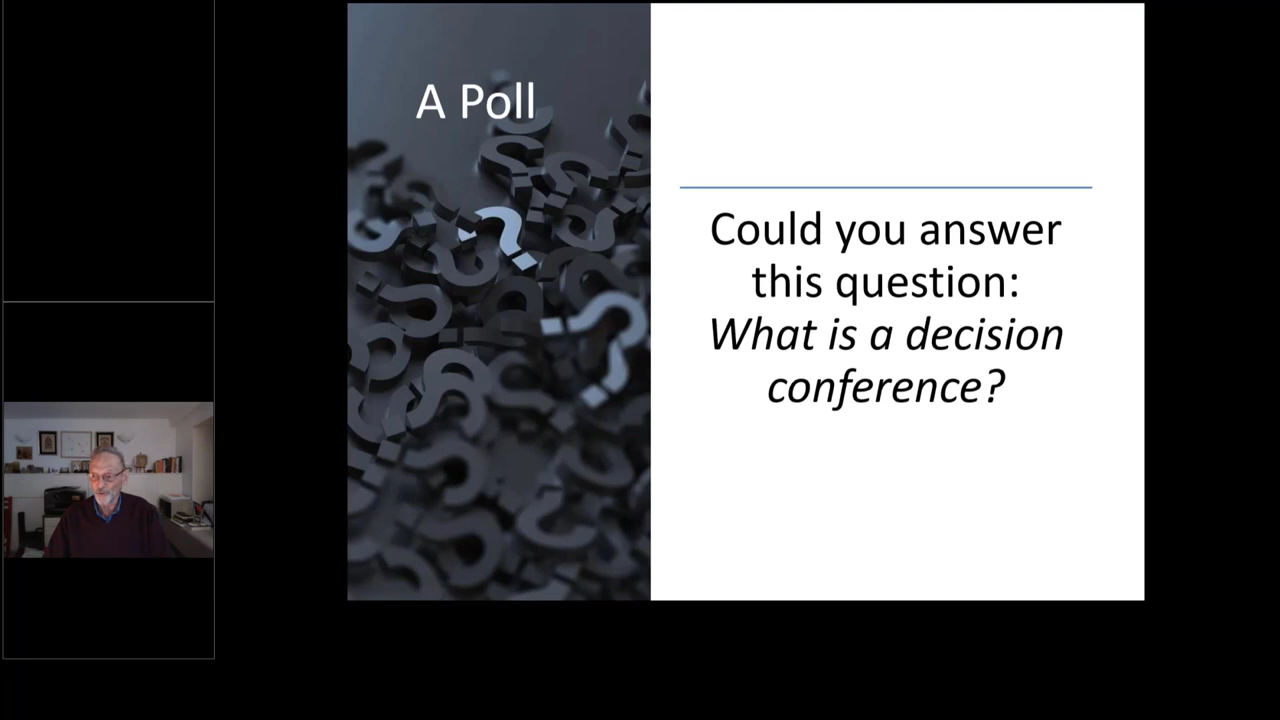 A Poll
Could you answer
this question:
What is a decision
conference?